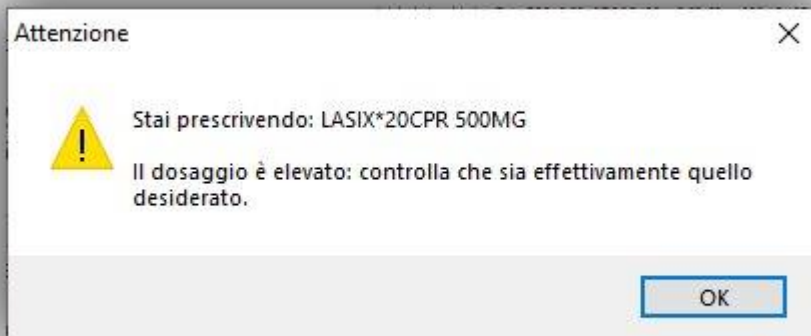 Attenzione
Stai prescrivendo: LASIX*20CPR 500MG
Il dosaggio è elevato: controlla che sia effettivamente quello
desiderato.
OK